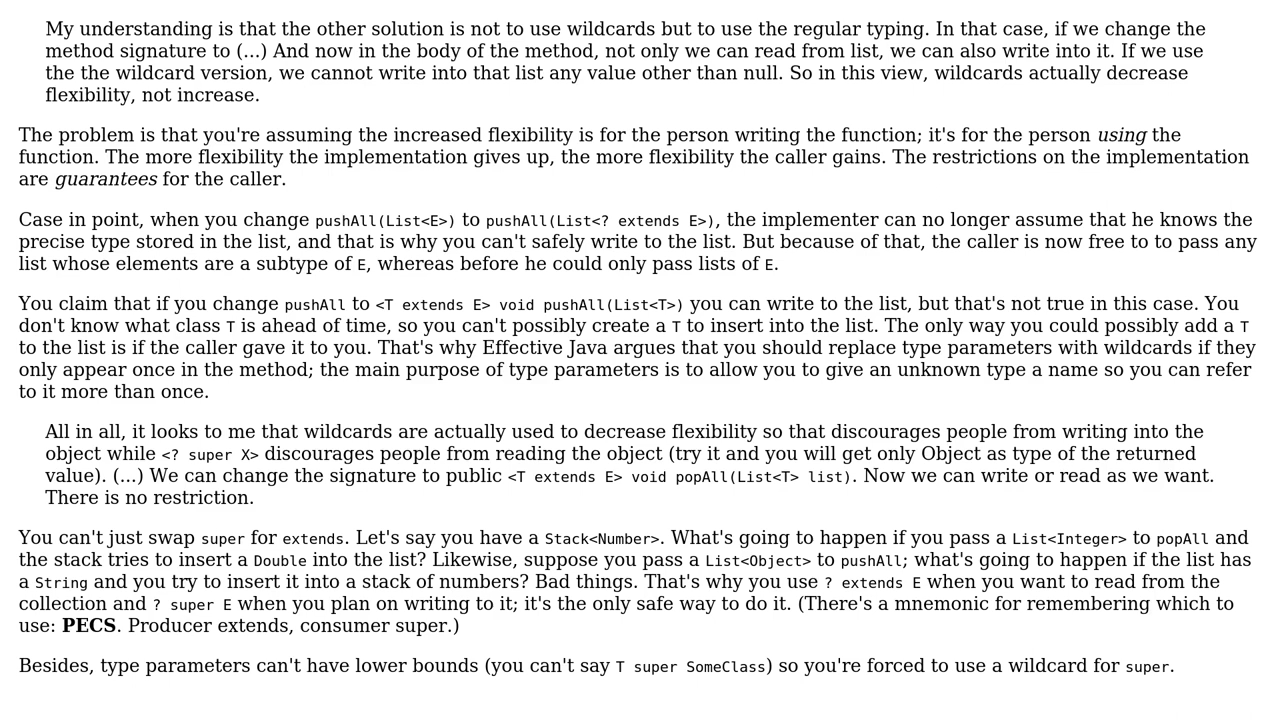 My understanding is that the other solution is not to use wildcards but to use the regular typing. In that case, if we change the
method signature to (...) And now in the body of the method, not only we can read from list, we can also write into it. If we use
the the wildcard version, we cannot write into that list any value other than null. So in this view, wildcards actually decrease
flexibility, not increase.
The problem is that you're assuming the increased flexibility is for the person writing the function; it's for the person using the
function. The more flexibility the implementation gives up, the more flexibility the caller gains. The restrictions on the implementation
are guarantees for the caller.
Case in point, when you change pushAll(List<E>) to pushAll(List<? extends E>), the implementer can no longer assume that he knows the
precise type stored in the list, and that is why you can't safely write to the list. But because of that, the caller is now free to to pass any
list whose elements are a subtype of E, whereas before he could only pass lists of E.
You claim that if you change pushAll to <T extends E> void pushAll(List<T>) you can write to the list, but that's not true in this case. You
don't know what class T is ahead of time, so you can't possibly create a T to insert into the list. The only way you could possibly add a T
to the list is if the caller gave it to you. That's why Effective Java argues that you should replace type parameters with wildcards if they
only appear once in the method; the main purpose of type parameters is to allow you to give an unknown type a name so you can refer
to it more than once.
All in all, it looks to me that wildcards are actually used to decrease flexibility so that discourages people from writing into the
object while <? super X> discourages people from reading the object (try it and you will get only Object as type of the returned
value). (...) We can change the signature to public <T extends E> void popAll(List<T> list). Now we can write or read as we want.
There is no restriction.
You can't just swap super for extends. Let's say you have a Stack<Number>. What's going to happen if you pass a List<Integer> to popAll and
the stack tries to insert a Double into the list? Likewise, suppose you pass a List<Object> to pushAll; what's going to happen if the list has
a String and you try to insert it into a stack of numbers? Bad things. That's why you use ? extends E when you want to read from the
collection and ? super E when you plan on writing to it; it's the only safe way to do it. (There's a mnemonic for remembering which to
use: PECS. Producer extends, consumer super.)
Besides, type parameters can't have lower bounds (you can't say T super SomeClass) so you're forced to use a wildcard for super.